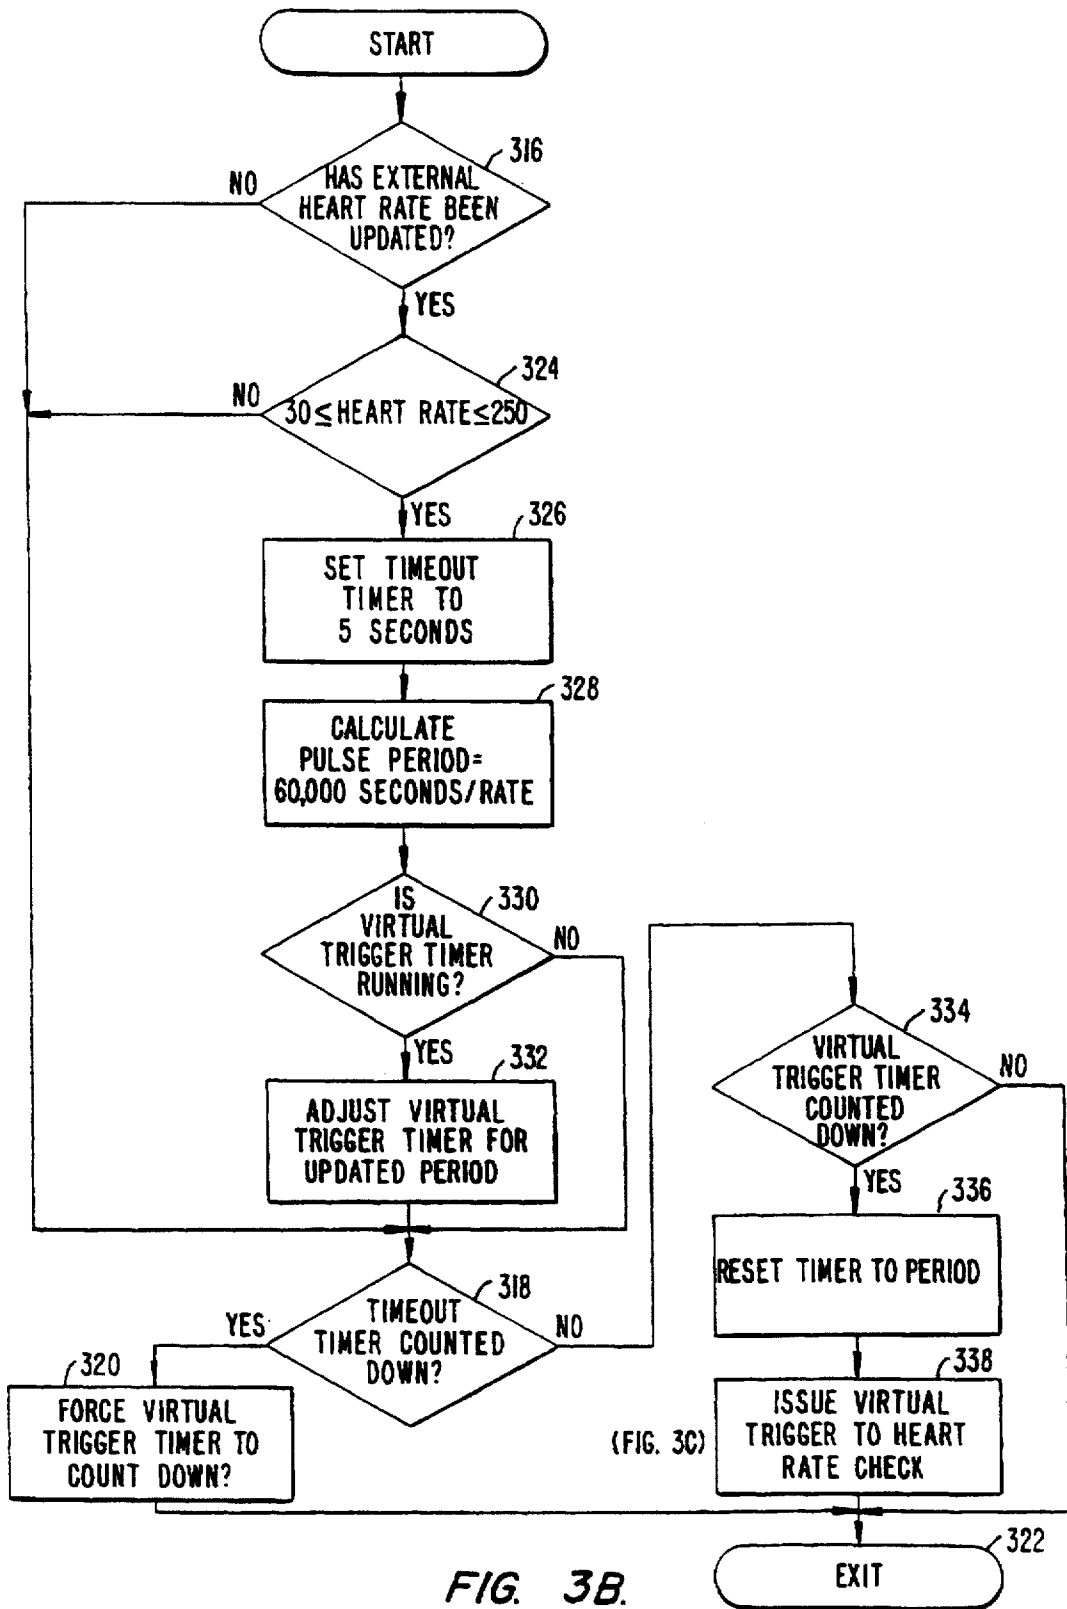 START
316
HAS EXTERNAL
HEART RATE BEEN
UPDATED?
NO
YES
324
30 ≤ HEART RATE ≤ 250
NO
YES
326
SET TIMEOUT
TIMER TO
5 SECONDS
328
CALCULATE
PULSE PERIOD=
60,000 SECONDS/RATE
330
IS
VIRTUAL
TRIGGER TIMER
RUNNING?
NO
YES
332
ADJUST VIRTUAL
TRIGGER TIMER FOR
UPDATED PERIOD
318
TIMEOUT
TIMER COUNTED
DOWN?
YES
NO
320
FORCE VIRTUAL
TRIGGER TIMER TO
COUNT DOWN?
334
VIRTUAL
TRIGGER TIMER
COUNTED
DOWN?
NO
YES
336
RESET TIMER TO PERIOD
338
ISSUE VIRTUAL
TRIGGER TO HEART
RATE CHECK
(FIG. 3C)
322
EXIT
FIG. 3B.